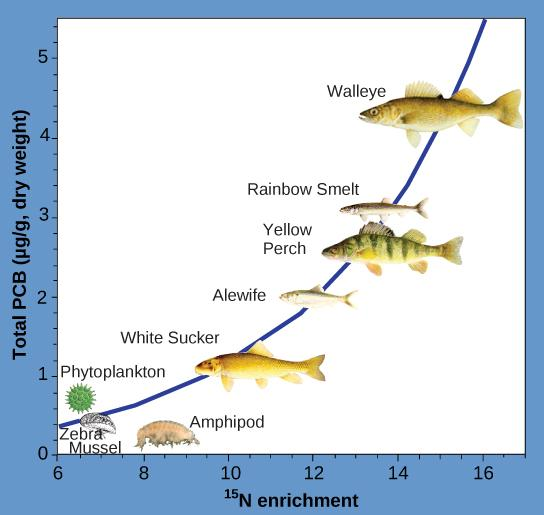 Total PCB (µg/g, dry weight)
5
4
3
2
1
0
Walleye
Rainbow Smelt
Yellow
Perch
Alewife
White Sucker
Phytoplankton
Amphipod
Zebra
Mussel
6 8 10 12 14 16
¹⁵N enrichment